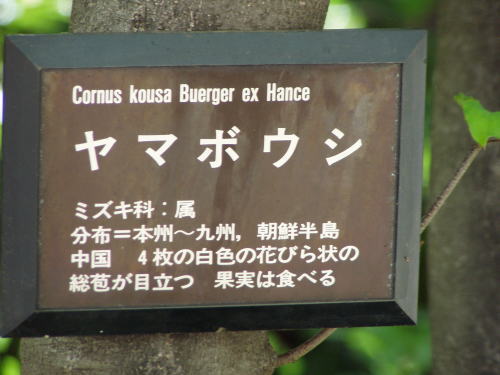 Cornus kousa Buerger ex Hance
ヤマボウシ
ミズキ科：属
分布＝本州～九州，朝鮮半島
中国　4枚の白色の花びら状の
総苞が目立つ　果実は食べる